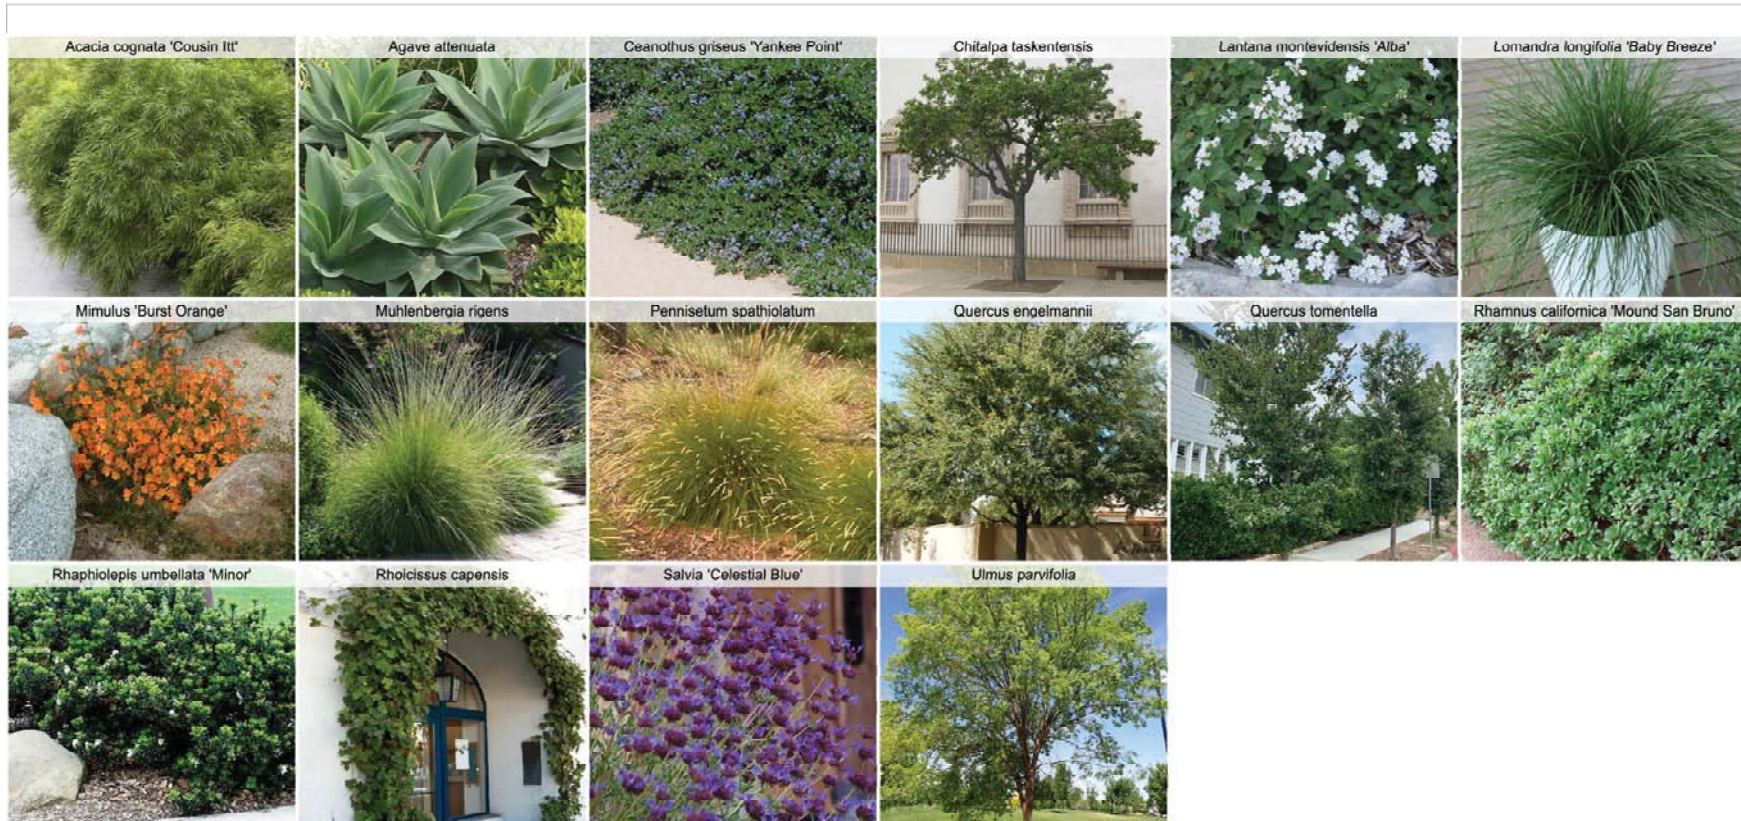 Acacia cognata 'Cousin Itt'
Agave attenuata
Ceanothus griseus 'Yankee Point'
Chitalpa taskentensis
Lantana montevidensis 'Alba'
Lomandra longifolia 'Baby Breeze'
Mimulus 'Burst Orange'
Muhlenbergia rigens
Pennisetum spathiolatum
Quercus engelmannii
Quercus tomentella
Rhamnus californica 'Mound San Bruno'
Rhaphiolepis umbellata 'Minor'
Rhoicissus capensis
Salvia 'Celestial Blue'
Ulmus parvifolia